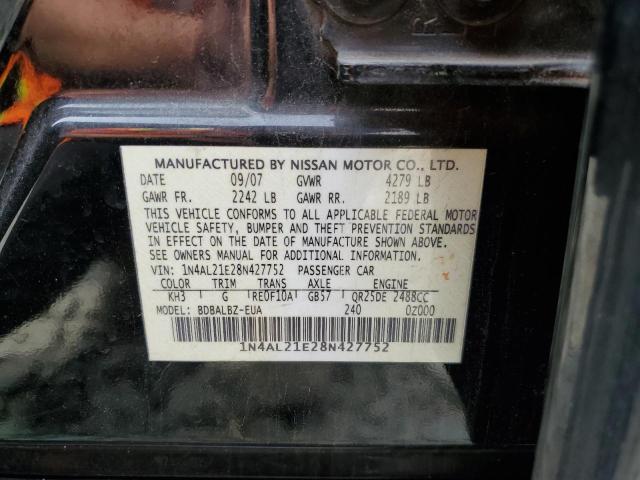 MANUFACTURED BY NISSAN MOTOR CO., LTD.
DATE 09/07 GVWR 4279 LB
GAWR FR. 2242 LB GAWR RR. 2189 LB
THIS VEHICLE CONFORMS TO ALL APPLICABLE FEDERAL MOTOR
VEHICLE SAFETY, BUMPER AND THEFT PREVENTION STANDARDS
IN EFFECT ON THE DATE OF MANUFACTURE SHOWN ABOVE.
SEE OWNERS MANUAL FOR ADDITIONAL INFORMATION.
VIN: 1N4AL21E28N427752 PASSENGER CAR
COLOR TRIM TRANS AXLE ENGINE
KH3 G RE0F10A GB57 QR25DE 2488CC
MODEL: BDBALBZ-EUA 240 0Z000
1N4AL21E28N427752